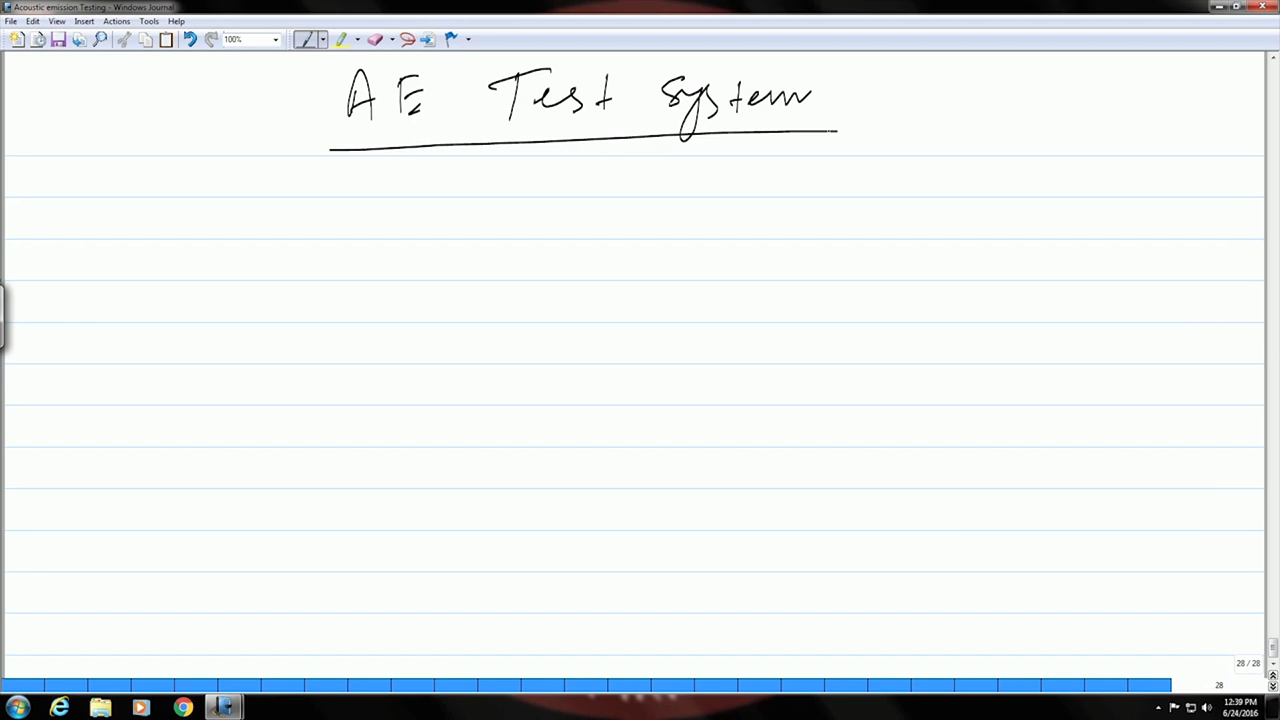 Acoustic emission Testing - Windows Journal
File Edit View Insert Actions Tools Help
100%
AE Test System
28 / 28
28
12:39 PM
6/24/2016